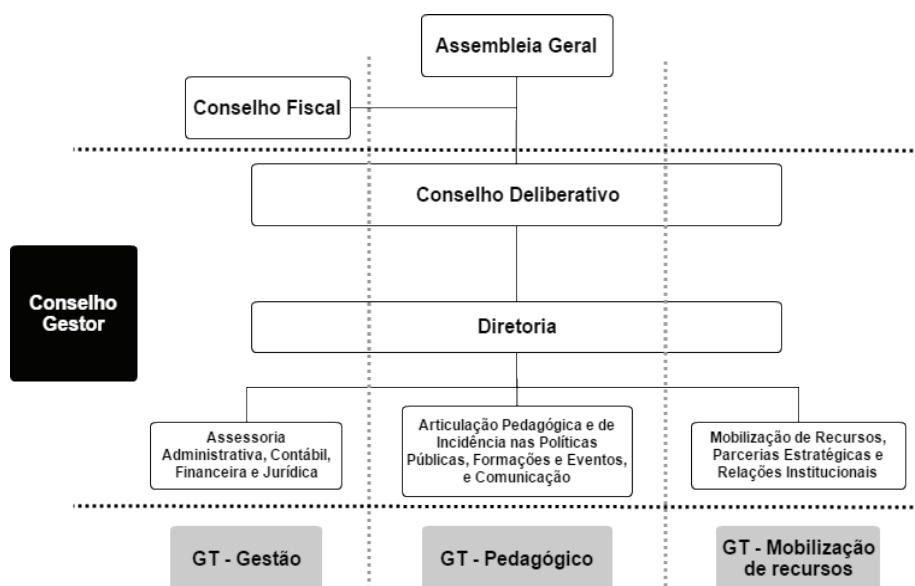 Assembleia Geral
Conselho Fiscal
Conselho Deliberativo
Conselho
Gestor
Diretoria
Assessoria
Administrativa, Contábil,
Financeira e Jurídica
Articulação Pedagógica e de
Incidência nas Políticas
Públicas, Formações e Eventos,
e Comunicação
Mobilização de Recursos,
Parcerias Estratégicas e
Relações Institucionais
GT - Gestão
GT - Pedagógico
GT - Mobilização
de recursos